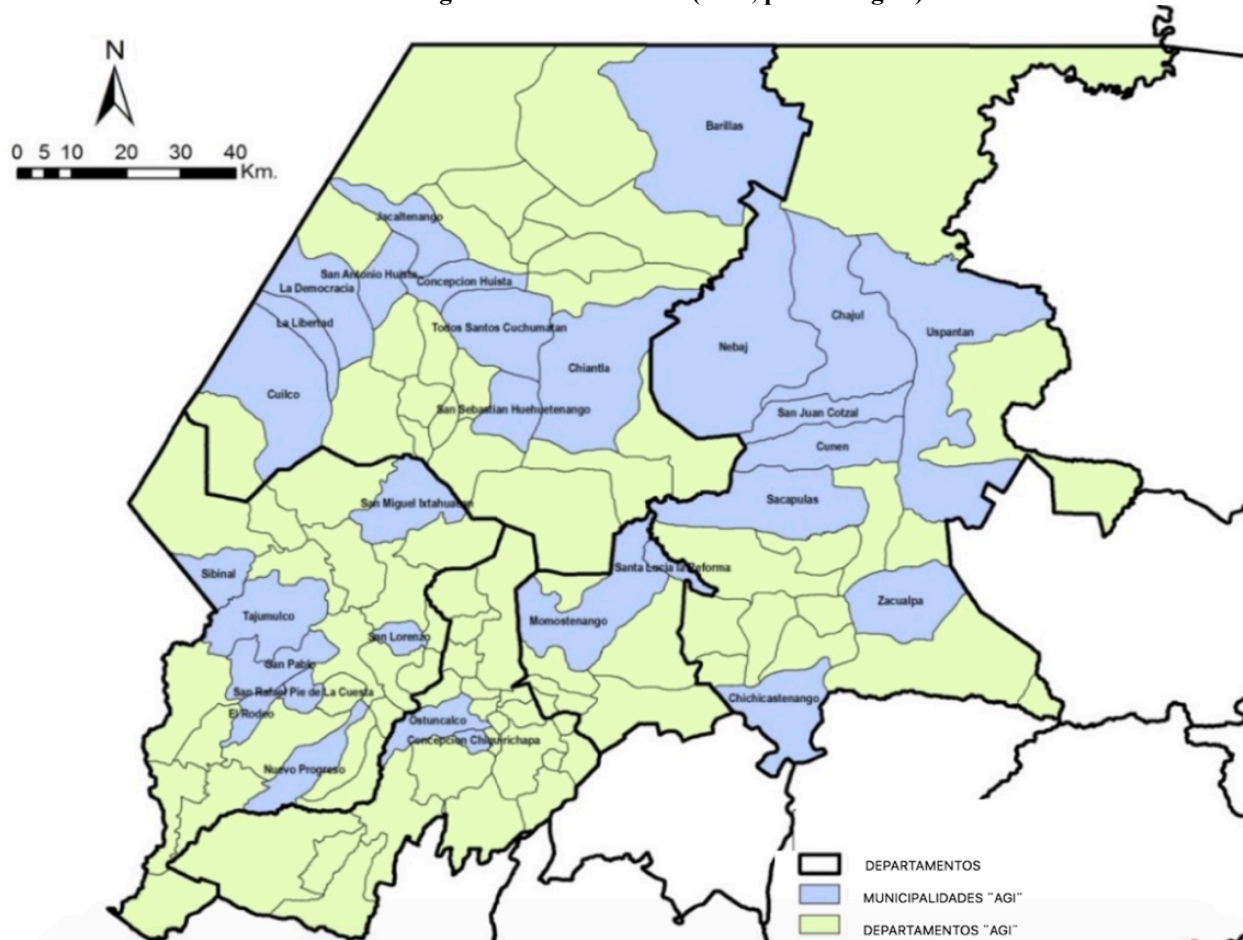 N
0 5 10 20 30 40
Km.
Barillas
Jacaltenango
San Antonio Huista
Concepcion Huista
La Democracia
La Libertad
Todos Santos Cuchumatan
Chajul
Uspantan
Nebaj
Chiantla
Cuilco
San Sebastian Huehuetenango
San Juan Cotzal
Cunen
San Miguel Ixtahuacan
Sacapulas
Sibinal
Santa Lucia la Reforma
Zacualpa
Tajumulco
Momostenango
San Lorenzo
San Pablo
San Rafael Pie de La Cuesta
Chichicastenango
El Rodeo
Ostuncalco
Concepcion Chiquirichapa
Nuevo Progreso
DEPARTAMENTOS
MUNICIPALIDADES ¨AGI¨
DEPARTAMENTOS ¨AGI¨